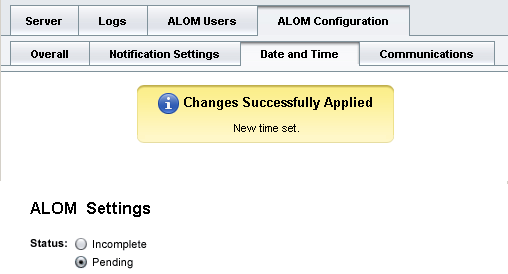 Server Logs ALOM Users ALOM Configuration
Overall Notification Settings Date and Time Communications
Changes Successfully Applied
New time set.
ALOM Settings
Status: Incomplete
Pending